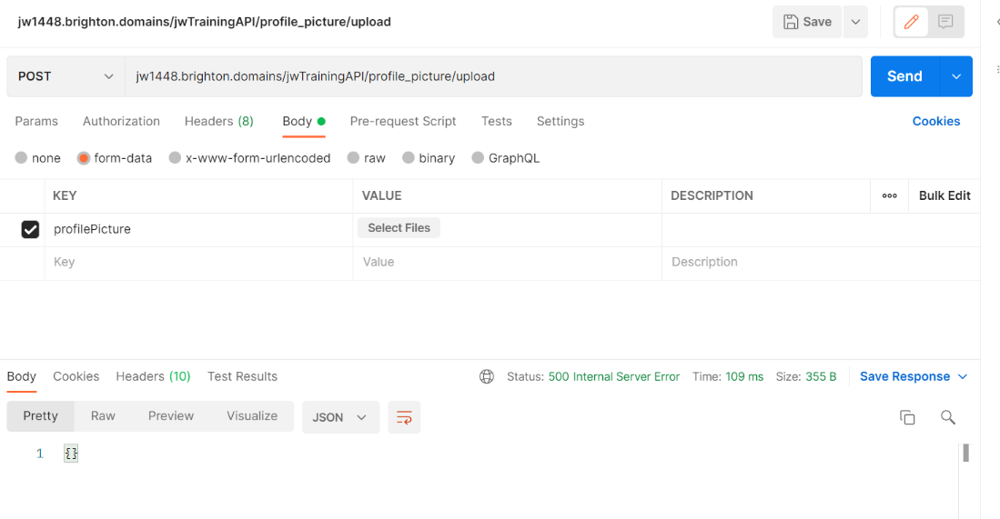 jw1448.brighton.domains/jwTrainingAPI/profile_picture/upload Save
POST jw1448.brighton.domains/jwTrainingAPI/profile_picture/upload Send
Params Authorization Headers (8) Body Pre-request Script Tests Settings Cookies
none form-data x-www-form-urlencoded raw binary GraphQL
KEY VALUE DESCRIPTION ooo Bulk Edit
profilePicture Select Files
Key Value Description
Body Cookies Headers (10) Test Results Status: 500 Internal Server Error Time: 109 ms Size: 355 B Save Response
Pretty Raw Preview Visualize JSON
1 {}